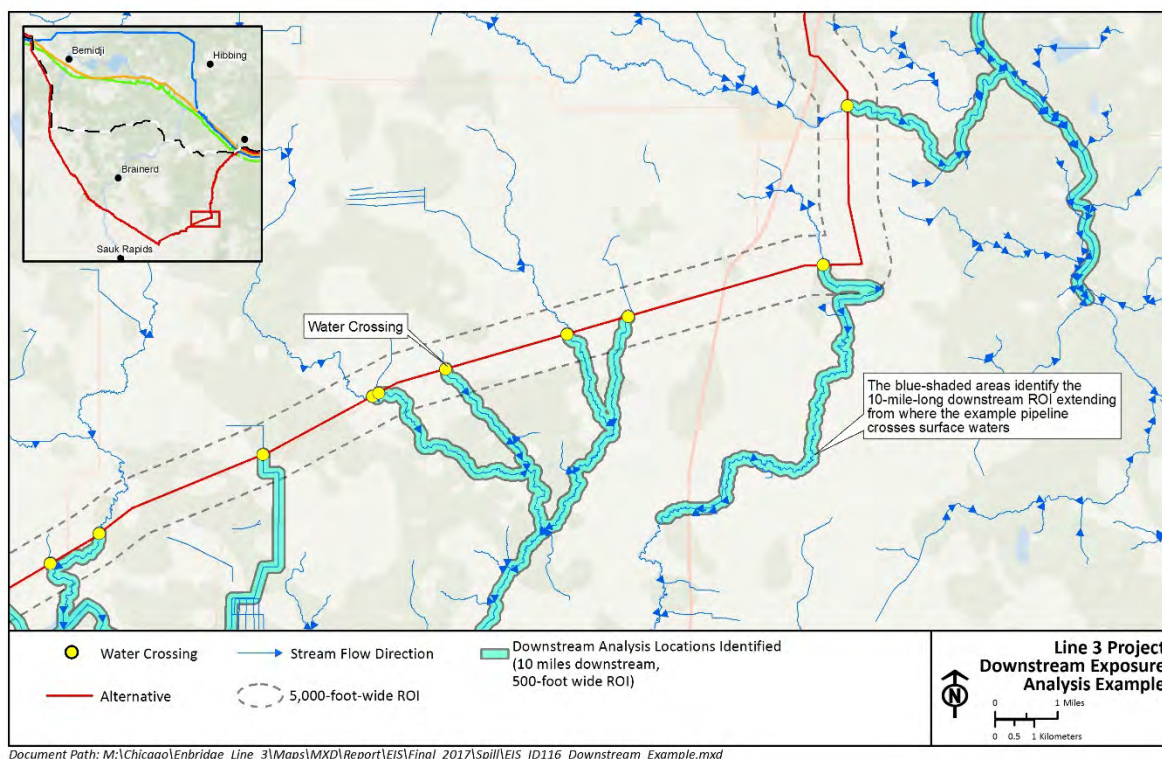 Bemidji
Hibbing
Brainerd
Sauk Rapids
Water Crossing
The blue-shaded areas identify the
10-mile-long downstream ROI extending
from where the example pipeline
crosses surface waters
Water Crossing
Stream Flow Direction
Downstream Analysis Locations Identified
(10 miles downstream,
500-foot wide ROI)
Alternative
5,000-foot-wide ROI
Line 3 Project
Downstream Exposure
Analysis Example
N
0 1 Miles
0 0.5 1 Kilometers
Document Path: M:\Chicago\Enbridge_Line_3\Maps\MXD\Report\EIS\Final_2017\Spill\EIS_ID116_Downstream_Example.mxd